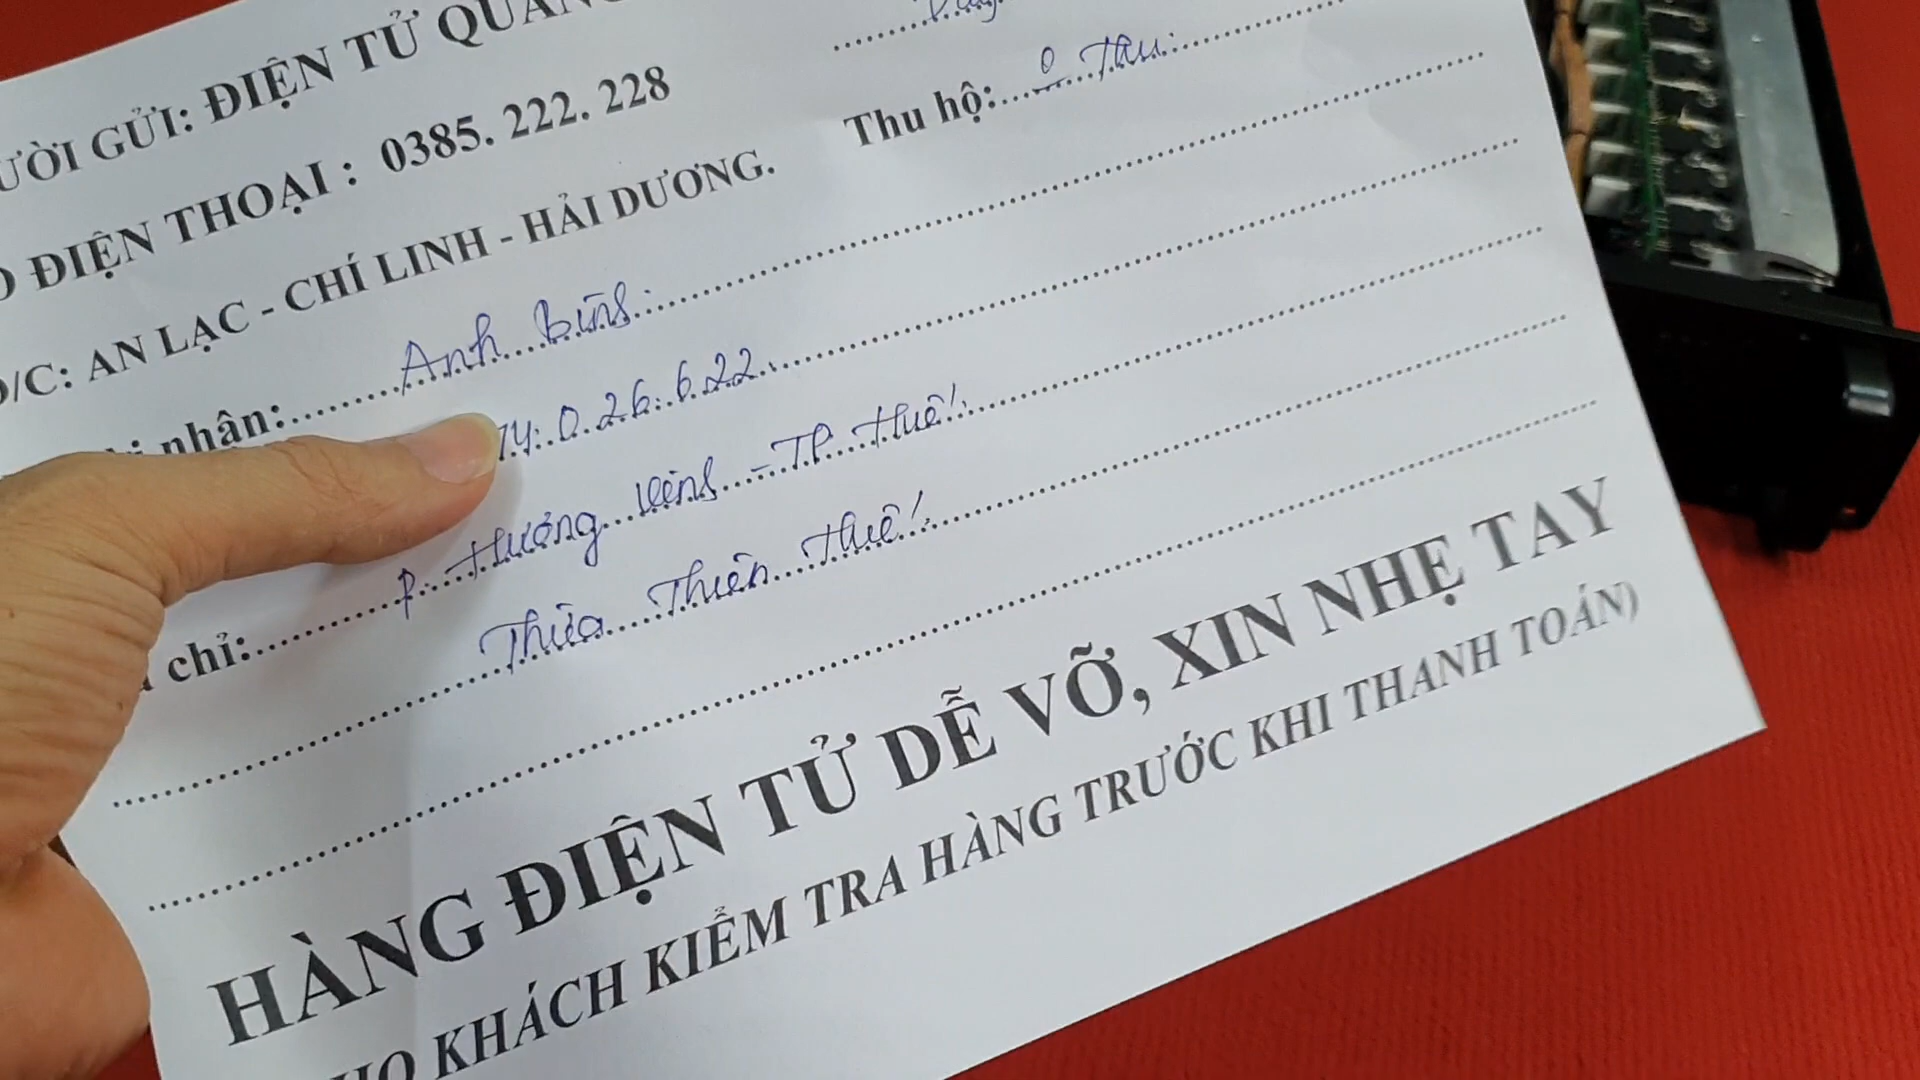 ƯỜI GỬI: ĐIỆN TỬ QUAN
ĐIỆN THOẠI : 0385. 222. 228
Đ/C: AN LẠC - CHÍ LINH - HẢI DƯƠNG.
Thu hộ: 0 Thu
nhân: Anh Bình
74.0.26.6.22
chỉ: P. Hương Vinh - TP Huế
Thừa Thiên Huế
HÀNG ĐIỆN TỬ DỄ VỠ, XIN NHẸ TAY
HO KHÁCH KIỂM TRA HÀNG TRƯỚC KHI THANH TOÁN)